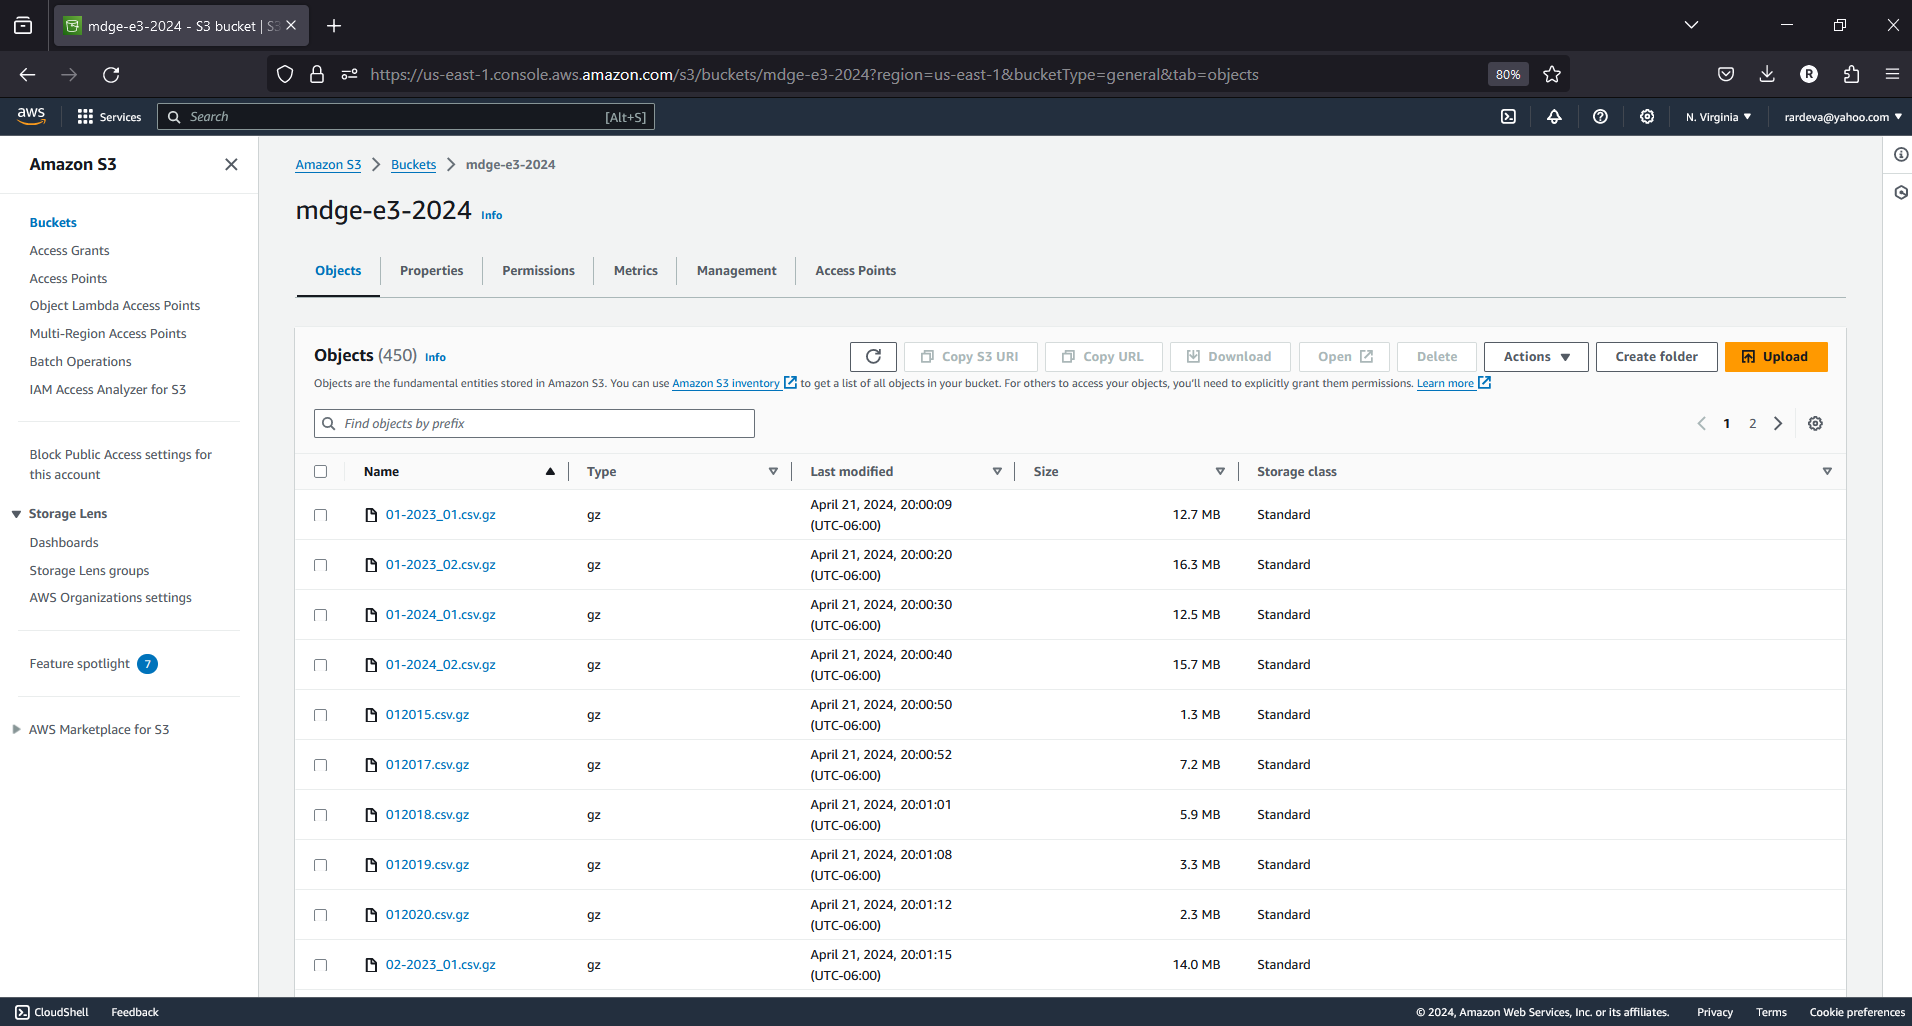 mdge-e3-2024 - S3 bucket | S3
https://us-east-1.console.aws.amazon.com/s3/buckets/mdge-e3-2024?region=us-east-1&bucketType=general&tab=objects
80%
R
aws
Services
Search
[Alt+S]
N. Virginia
rardeva@yahoo.com
Amazon S3
Buckets
Access Grants
Access Points
Object Lambda Access Points
Multi-Region Access Points
Batch Operations
IAM Access Analyzer for S3
Block Public Access settings for
this account
Storage Lens
Dashboards
Storage Lens groups
AWS Organizations settings
Feature spotlight 7
AWS Marketplace for S3
Amazon S3 > Buckets > mdge-e3-2024
mdge-e3-2024 Info
Objects
Properties
Permissions
Metrics
Management
Access Points
Objects (450) Info
Copy S3 URI
Copy URL
Download
Open
Delete
Actions
Create folder
Upload
Objects are the fundamental entities stored in Amazon S3. You can use Amazon S3 inventory to get a list of all objects in your bucket. For others to access your objects, you'll need to explicitly grant them permissions. Learn more
Find objects by prefix
1 2
Name Type Last modified Size Storage class
01-2023_01.csv.gz gz April 21, 2024, 20:00:09 (UTC-06:00) 12.7 MB Standard
01-2023_02.csv.gz gz April 21, 2024, 20:00:20 (UTC-06:00) 16.3 MB Standard
01-2024_01.csv.gz gz April 21, 2024, 20:00:30 (UTC-06:00) 12.5 MB Standard
01-2024_02.csv.gz gz April 21, 2024, 20:00:40 (UTC-06:00) 15.7 MB Standard
012015.csv.gz gz April 21, 2024, 20:00:50 (UTC-06:00) 1.3 MB Standard
012017.csv.gz gz April 21, 2024, 20:00:52 (UTC-06:00) 7.2 MB Standard
012018.csv.gz gz April 21, 2024, 20:01:01 (UTC-06:00) 5.9 MB Standard
012019.csv.gz gz April 21, 2024, 20:01:08 (UTC-06:00) 3.3 MB Standard
012020.csv.gz gz April 21, 2024, 20:01:12 (UTC-06:00) 2.3 MB Standard
02-2023_01.csv.gz gz April 21, 2024, 20:01:15 (UTC-06:00) 14.0 MB Standard
CloudShell
Feedback
© 2024, Amazon Web Services, Inc. or its affiliates.
Privacy
Terms
Cookie preferences